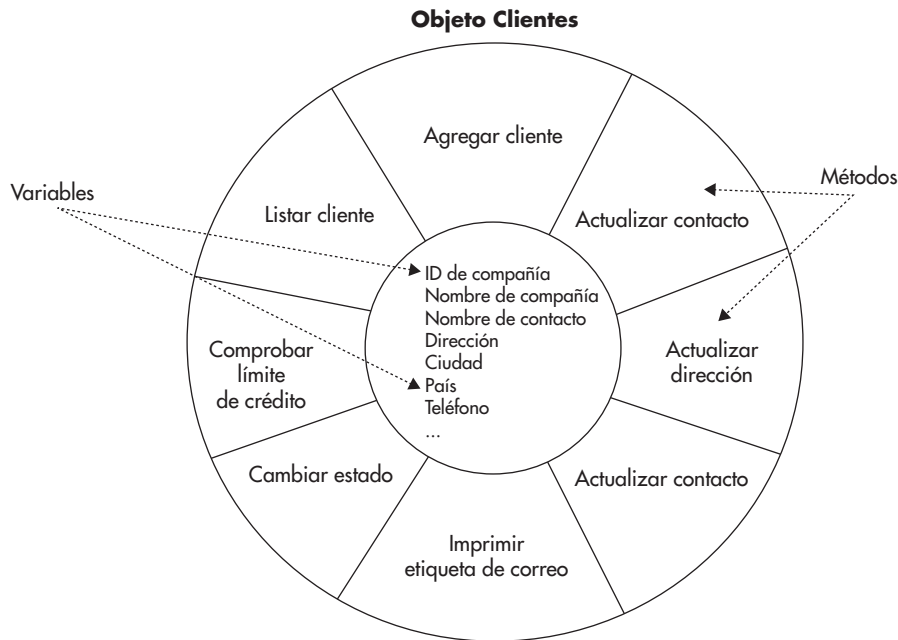 Objeto Clientes
Agregar cliente
Variables
Métodos
Listar cliente
Actualizar contacto
ID de compañía
Nombre de compañía
Nombre de contacto
Dirección
Ciudad
País
Teléfono
...
Comprobar
límite
de crédito
Actualizar
dirección
Cambiar estado
Actualizar contacto
Imprimir
etiqueta de correo